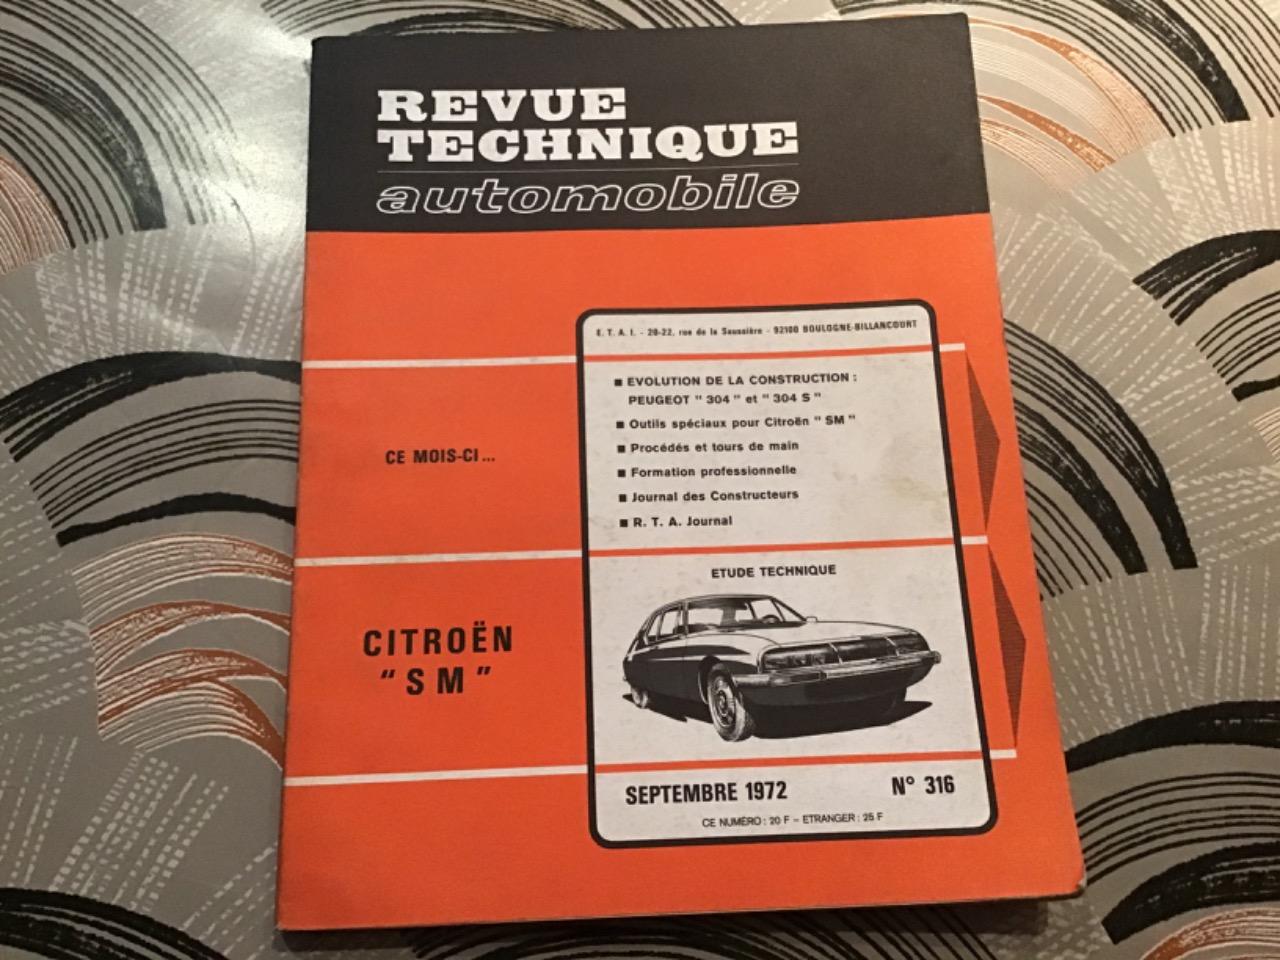 REVUE
TECHNIQUE
automobile
E. T. A. I. - 20-22, rue de la Saussière - 92100 BOULOGNE-BILLANCOURT
CE MOIS-CI...
■ EVOLUTION DE LA CONSTRUCTION :
PEUGEOT " 304 " et " 304 S "
■ Outils spéciaux pour Citroën " SM "
■ Procédés et tours de main
■ Formation professionnelle
■ Journal des Constructeurs
■ R. T. A. Journal
CITROËN
" S M "
ETUDE TECHNIQUE
SEPTEMBRE 1972 N° 316
CE NUMÉRO : 20 F - ETRANGER : 25 F